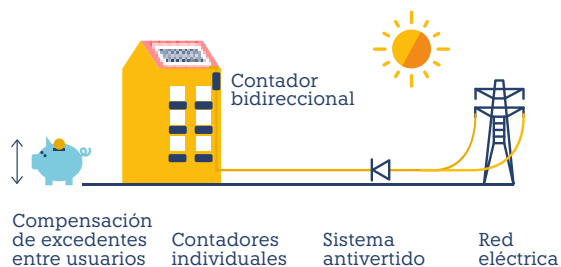 Contador
bidireccional
Compensación
de excedentes
entre usuarios
Contadores
individuales
Sistema
antivertido
Red
eléctrica